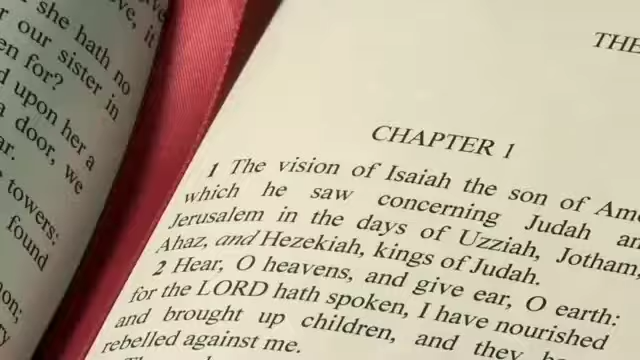 she hath no
our sister in
for?
upon her a
door, we
towers:
found
THE
CHAPTER 1
1 The vision of Isaiah the son of
which he saw concerning Judah
Jerusalem in the days of Uzziah, Jotham,
Ahaz, and Hezekiah, kings of Judah.
2 Hear, O heavens, and give ear, O earth:
for the LORD hath spoken, I have nourished
and brought up children, and they
rebelled against me.